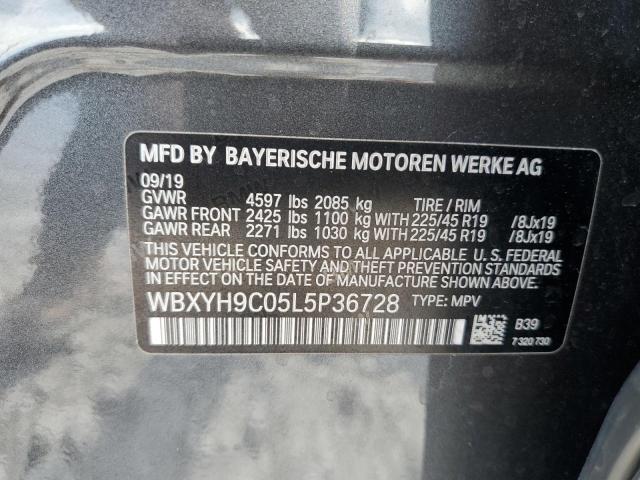 MFD BY BAYERISCHE MOTOREN WERKE AG
09/19
GVWR 4597 lbs 2085 kg TIRE / RIM
GAWR FRONT 2425 lbs 1100 kg WITH 225/45 R19 /8Jx19
GAWR REAR 2271 lbs 1030 kg WITH 225/45 R19 /8Jx19
THIS VEHICLE CONFORMS TO ALL APPLICABLE U. S. FEDERAL
MOTOR VEHICLE SAFETY AND THEFT PREVENTION STANDARDS
IN EFFECT ON THE DATE OF MANUFACTURE SHOWN ABOVE.
WBXYH9C05L5P36728 TYPE: MPV
B39
7 320 730